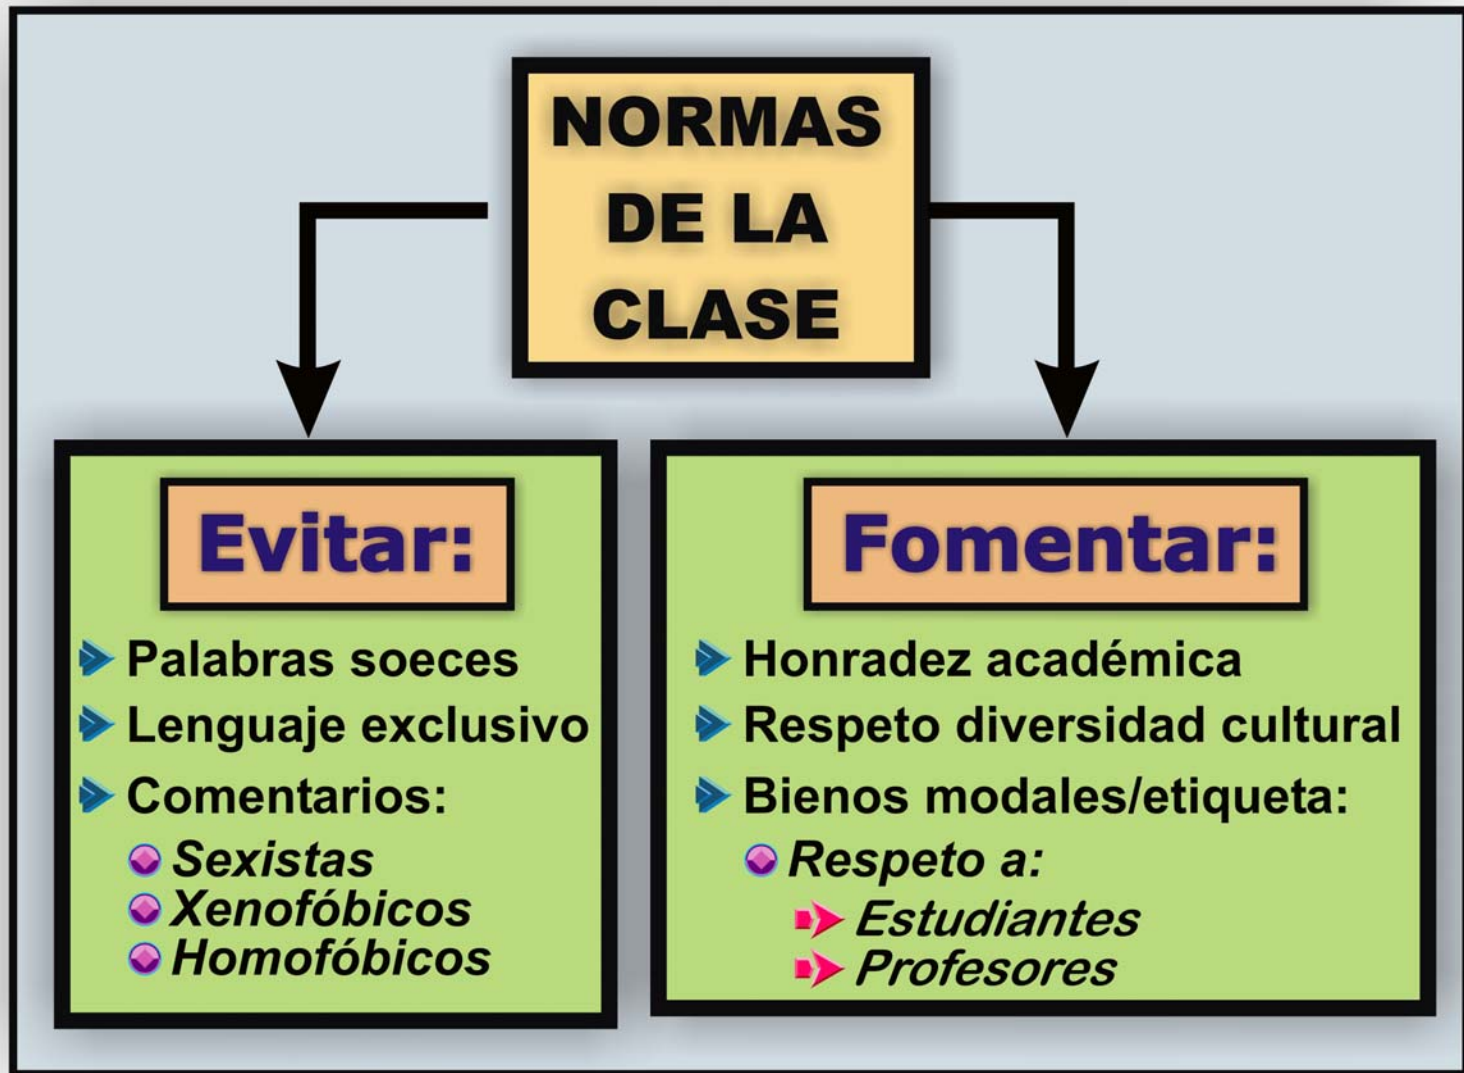 NORMAS
DE LA
CLASE
Evitar:
Palabras soeces
Lenguaje exclusivo
Comentarios:
Sexistas
Xenofóbicos
Homofóbicos
Fomentar:
Honradez académica
Respeto diversidad cultural
Bienos modales/etiqueta:
Respeto a:
Estudiantes
Profesores